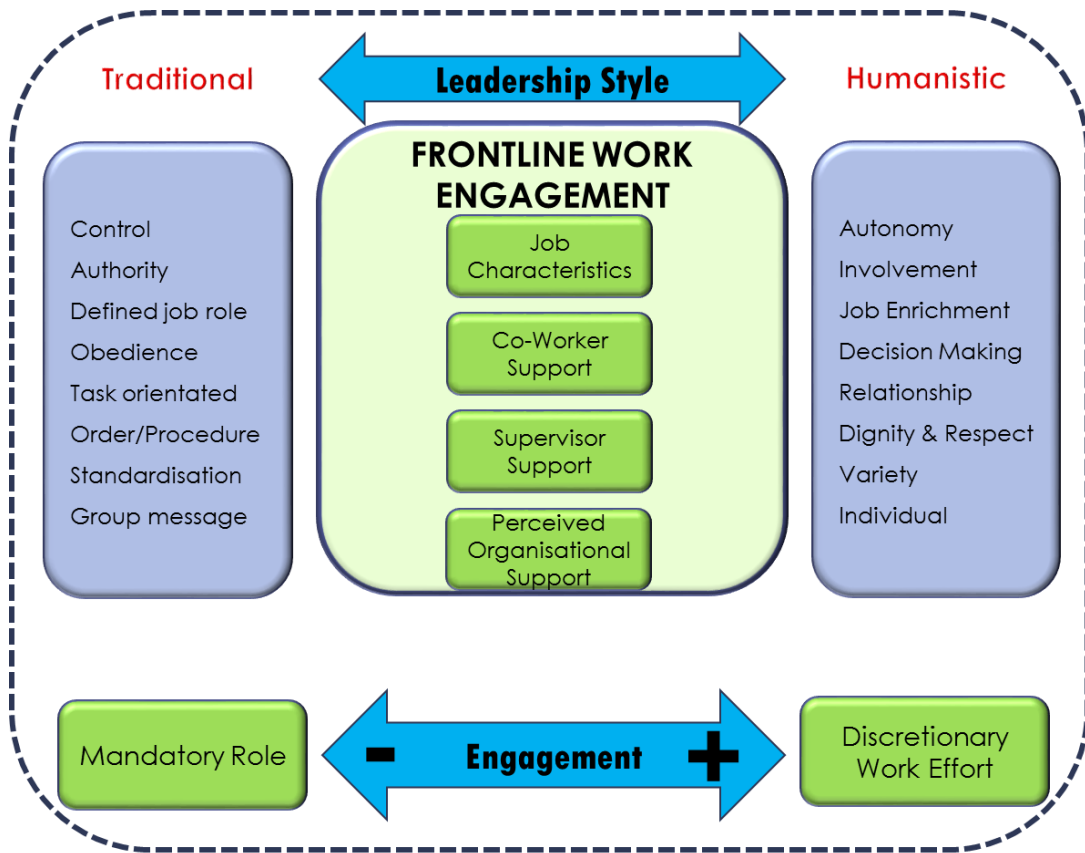 Traditional
Leadership Style
Humanistic
FRONTLINE WORK
ENGAGEMENT
Control
Authority
Defined job role
Obedience
Task orientated
Order/Procedure
Standardisation
Group message
Job
Characteristics
Co-Worker
Support
Supervisor
Support
Perceived
Organisational
Support
Autonomy
Involvement
Job Enrichment
Decision Making
Relationship
Dignity & Respect
Variety
Individual
Mandatory Role
- Engagement +
Discretionary
Work Effort